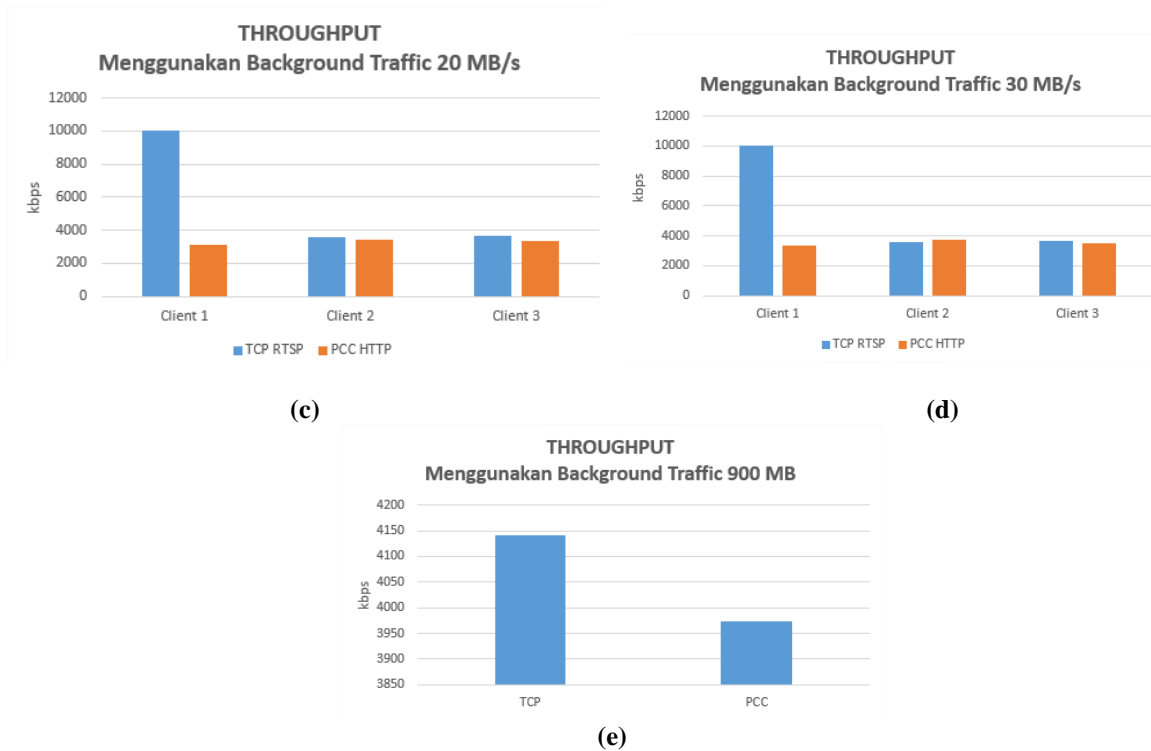 THROUGHPUT
Menggunakan Background Traffic 20 MB/s
12000
10000
8000
6000
4000
2000
0
kbps
Client 1
Client 2
Client 3
TCP RTSP
PCC HTTP
(c)
THROUGHPUT
Menggunakan Background Traffic 30 MB/s
12000
10000
8000
6000
4000
2000
0
kbps
Client 1
Client 2
Client 3
TCP RTSP
PCC HTTP
(d)
THROUGHPUT
Menggunakan Background Traffic 900 MB
4200
4150
4100
4050
4000
3950
3900
3850
kbps
TCP
PCC
(e)